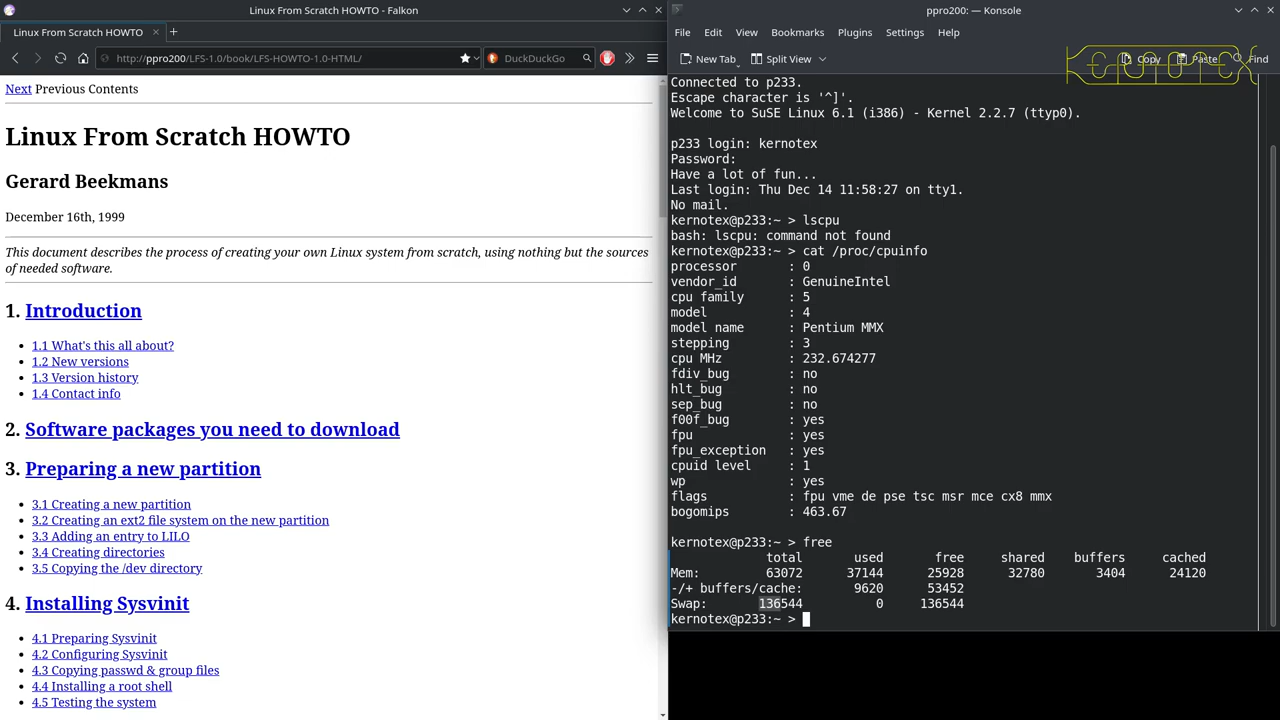 Linux From Scratch HOWTO - Falkon
Linux From Scratch HOWTO
http://ppro200/LFS-1.0/book/LFS-HOWTO-1.0-HTML/
DuckDuckGo
Next Previous Contents
Linux From Scratch HOWTO
Gerard Beekmans
December 16th, 1999
This document describes the process of creating your own Linux system from scratch, using nothing but the sources
of needed software.
1. Introduction
1.1 What's this all about?
1.2 New versions
1.3 Version history
1.4 Contact info
2. Software packages you need to download
3. Preparing a new partition
3.1 Creating a new partition
3.2 Creating an ext2 file system on the new partition
3.3 Adding an entry to LILO
3.4 Creating directories
3.5 Copying the /dev directory
4. Installing Sysvinit
4.1 Preparing Sysvinit
4.2 Configuring Sysvinit
4.3 Copying passwd & group files
4.4 Installing a root shell
4.5 Testing the system
ppro200: — Konsole
File Edit View Bookmarks Plugins Settings Help
New Tab Split View Copy Paste Find
kernotex
Connected to p233.
Escape character is '^]'.
Welcome to SuSE Linux 6.1 (i386) - Kernel 2.2.7 (ttyp0).
p233 login: kernotex
Password:
Have a lot of fun...
Last login: Thu Dec 14 11:58:27 on tty1.
No mail.
kernotex@p233:~ > lscpu
bash: lscpu: command not found
kernotex@p233:~ > cat /proc/cpuinfo
processor : 0
vendor_id : GenuineIntel
cpu family : 5
model : 4
model name : Pentium MMX
stepping : 3
cpu MHz : 232.674277
fdiv_bug : no
hlt_bug : no
sep_bug : no
f00f_bug : yes
fpu : yes
fpu_exception : yes
cpuid level : 1
wp : yes
flags : fpu vme de pse tsc msr mce cx8 mmx
bogomips : 463.67
kernotex@p233:~ > free
total used free shared buffers cached
Mem: 63072 37144 25928 32780 3404 24120
-/+ buffers/cache: 9620 53452
Swap: 136544 0 136544
kernotex@p233:~ >